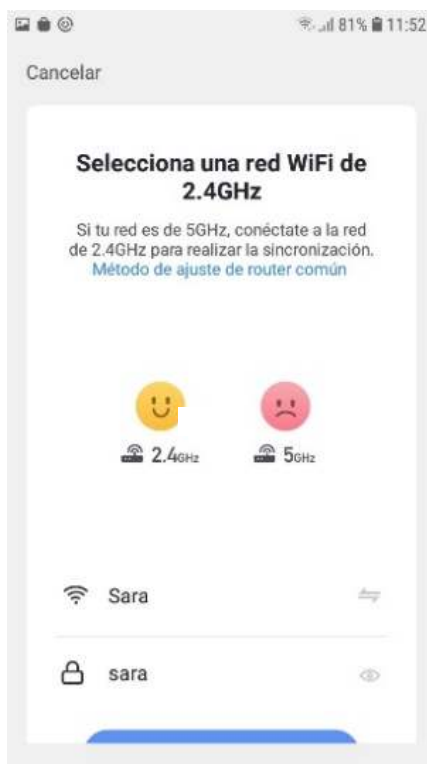 81% 11:52
Cancelar
Selecciona una red WiFi de
2.4GHz
Si tu red es de 5GHz, conéctate a la red
de 2.4GHz para realizar la sincronización.
Método de ajuste de router común
2.4GHz 5GHz
Sara
sara